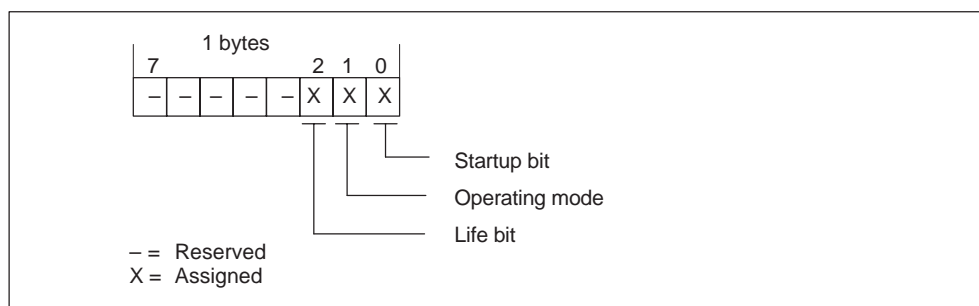 1 bytes
7 2 1 0
– – – – – X X X
Startup bit
Operating mode
Life bit
– = Reserved
X = Assigned